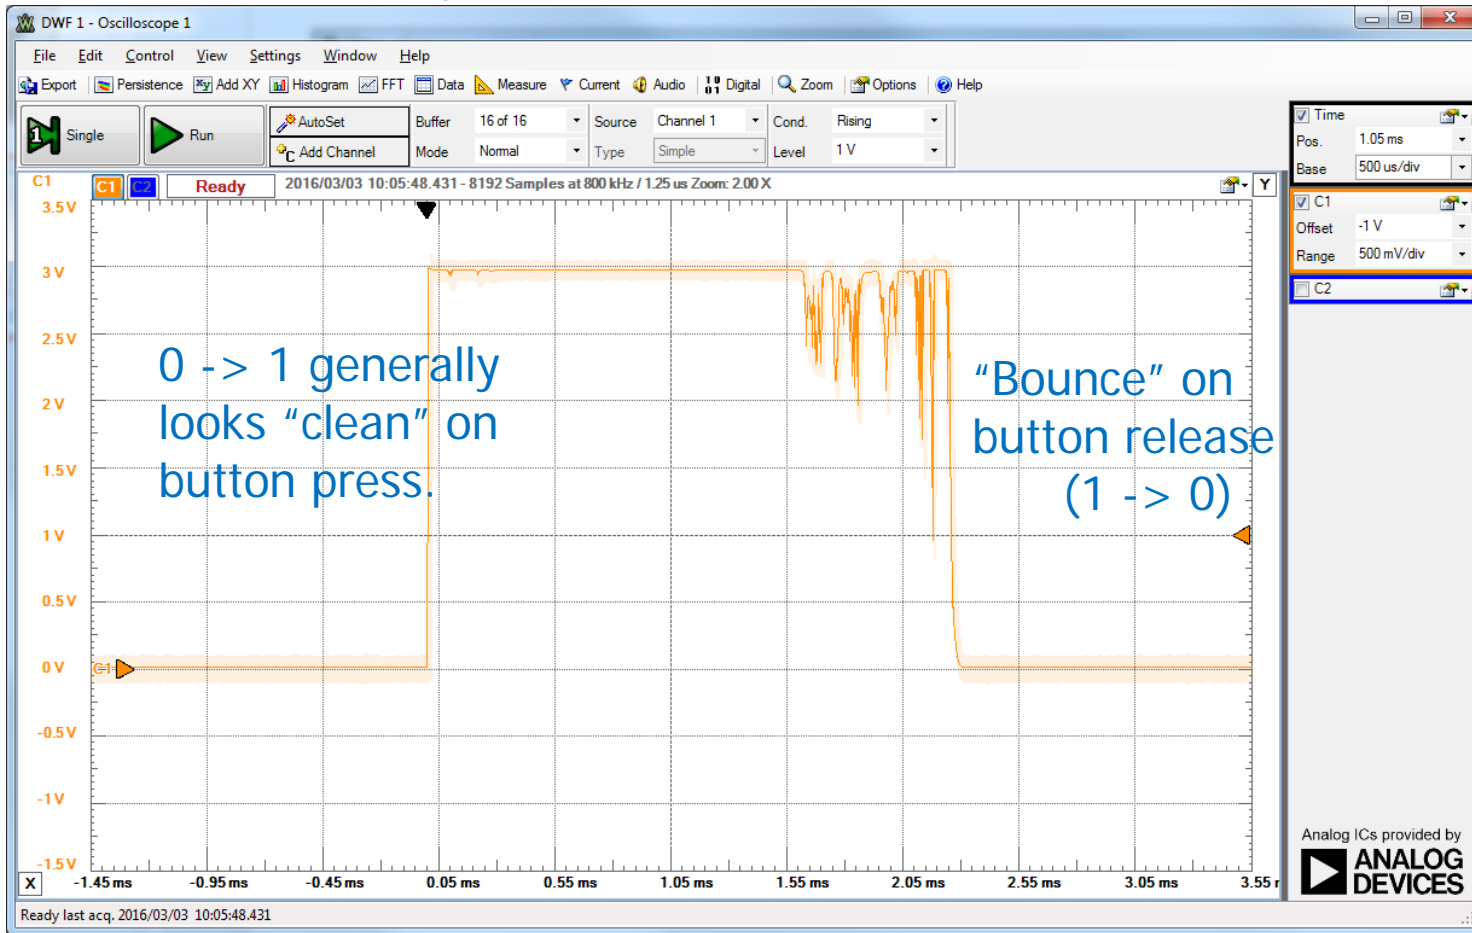 DWF 1 - Oscilloscope 1
File Edit Control View Settings Window Help
Export Persistence Add XY Histogram FFT Data Measure Current Audio Digital Zoom Options Help
Single Run AutoSet Buffer 16 of 16 Source Channel 1 Cond. Rising
Add Channel Mode Normal Type Simple Level 1 V
Time
Pos. 1.05 ms
Base 500 us/div
C1
Offset -1 V
Range 500 mV/div
C2
C1 C1 C2 Ready 2016/03/03 10:05:48.431 - 8192 Samples at 800 kHz / 1.25 us Zoom: 2.00 X Y
3.5 V
3 V
2.5 V
2 V
1.5 V
1 V
0.5 V
0 V
-0.5 V
-1 V
-1.5 V
C1
0 -> 1 generally
looks “clean” on
button press.
“Bounce” on
button release
(1 -> 0)
X -1.45 ms -0.95 ms -0.45 ms 0.05 ms 0.55 ms 1.05 ms 1.55 ms 2.05 ms 2.55 ms 3.05 ms 3.55
Analog ICs provided by
ANALOG
DEVICES
Ready last acq. 2016/03/03 10:05:48.431